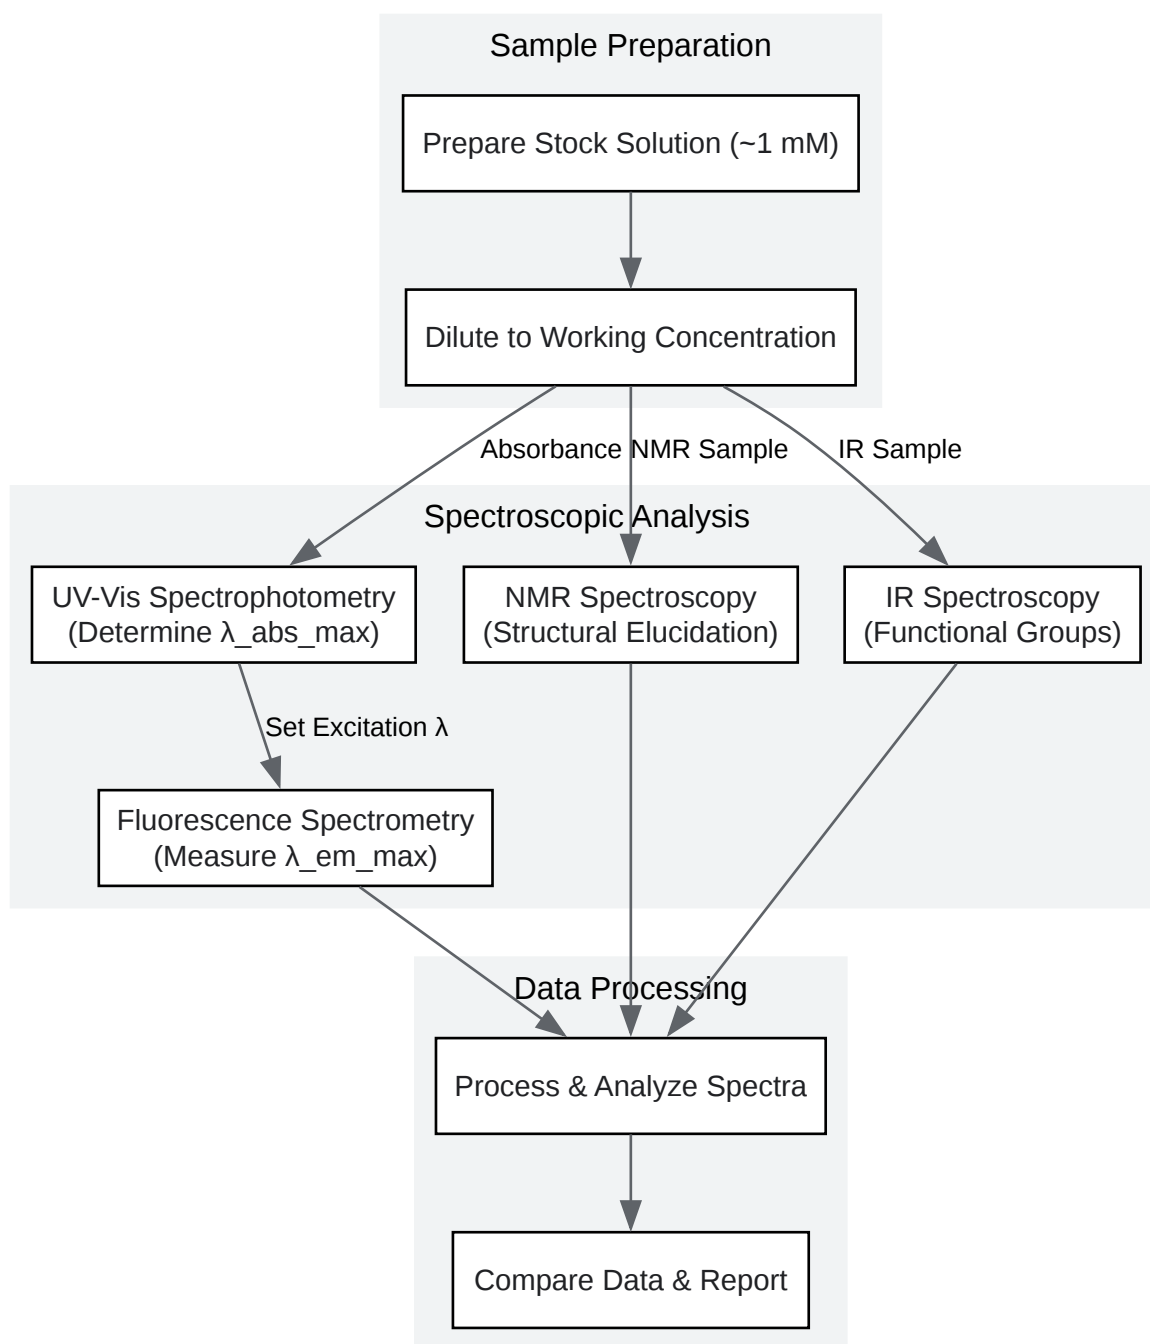 Sample Preparation
Prepare Stock Solution (~1 mM)
Dilute to Working Concentration
Absorbance
NMR Sample
IR Sample
Spectroscopic Analysis
UV-Vis Spectrophotometry
(Determine λ_abs_max)
NMR Spectroscopy
(Structural Elucidation)
IR Spectroscopy
(Functional Groups)
Set Excitation λ
Fluorescence Spectrometry
(Measure λ_em_max)
Data Processing
Process & Analyze Spectra
Compare Data & Report